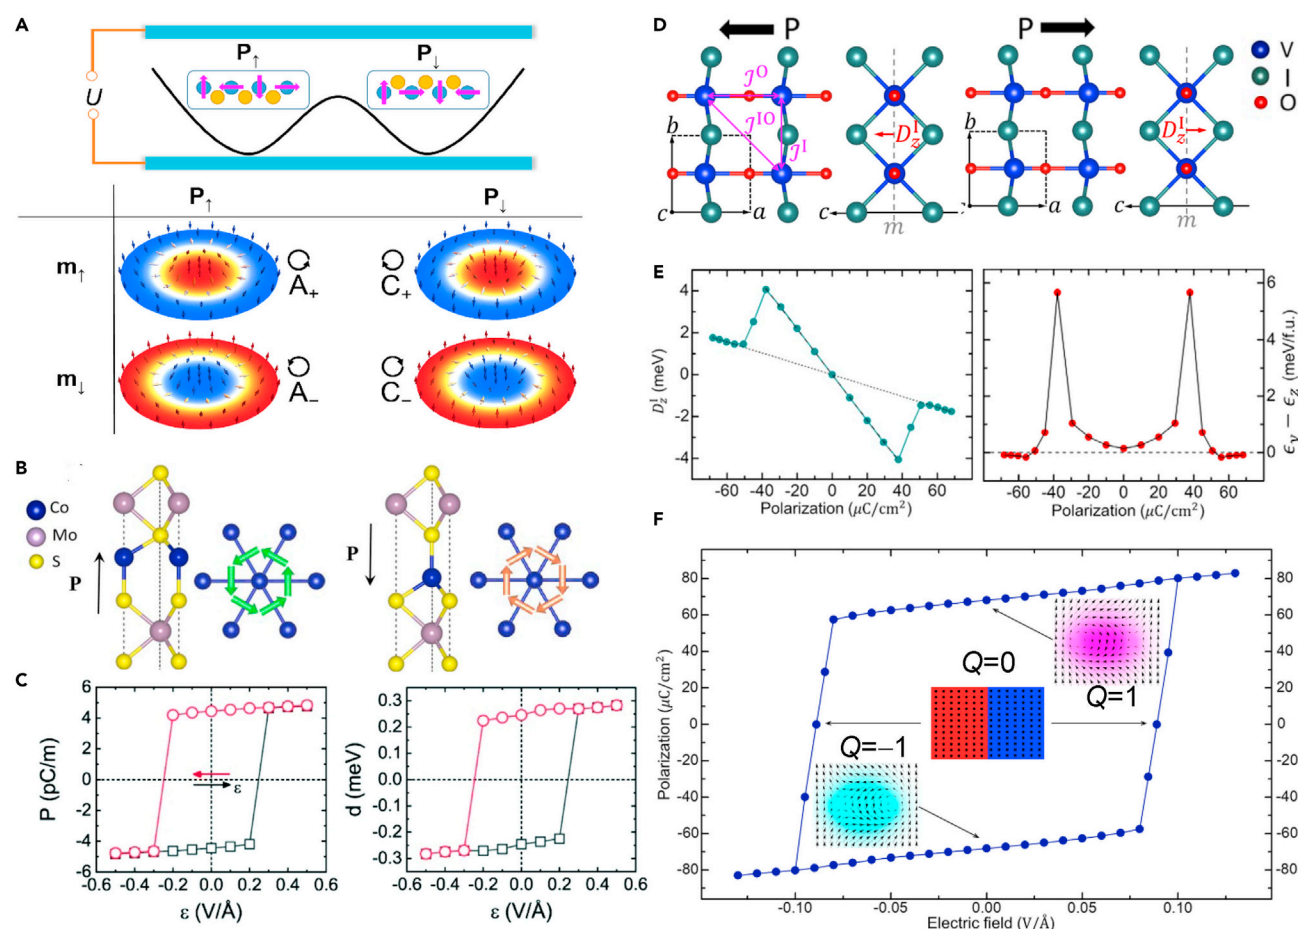 A
U
P↑
P↓
P↑
P↓
m↑
A₊
C₊
m↓
A₋
C₋
B
Co
Mo
S
P
P
C
P (pC/m)
6
4
2
0
-2
-4
-6
ε
-0.6 -0.4 -0.2 0.0 0.2 0.4 0.6
ε (V/Å)
d (meV)
0.3
0.2
0.1
0.0
-0.1
-0.2
-0.3
-0.6 -0.4 -0.2 0.0 0.2 0.4 0.6
ε (V/Å)
D
P
P
V
I
O
𝒥ᴼ
𝒥ᴵᴼ
𝒥ᴵ
b
c
a
D_z^I
c
m
b
a
D_z^I
c
m
E
D_z^I (meV)
4
2
0
-2
-4
-60 -40 -20 0 20 40 60
Polarization (μC/cm²)
6
4
2
0
ϵ_y − ϵ_z (meV/f.u.)
-60 -40 -20 0 20 40 60
Polarization (μC/cm²)
F
Polarization (μC/cm²)
80
60
40
20
0
-20
-40
-60
-80
80
60
40
20
0
-20
-40
-60
-80
Q=0
Q=1
Q=−1
-0.10 -0.05 0.00 0.05 0.10
Electric field (V/Å)